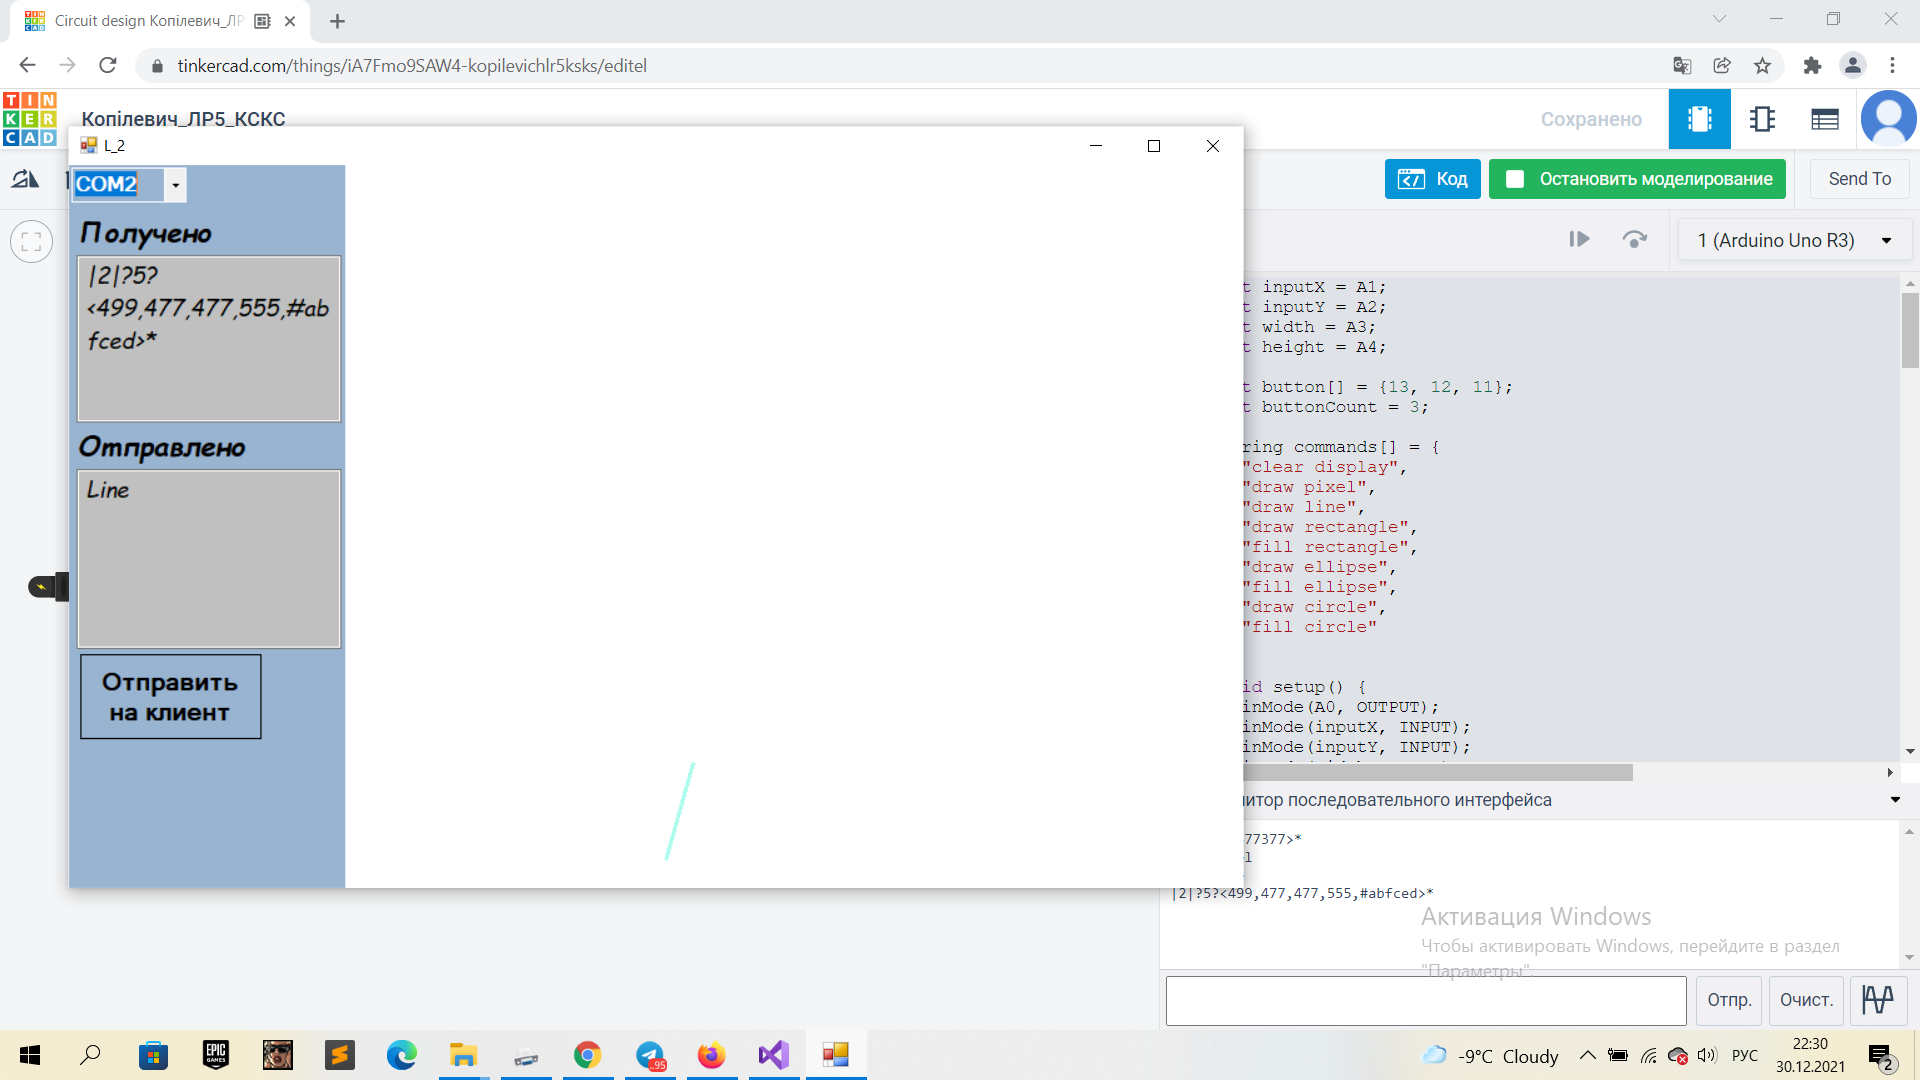 Circuit design Копілевич_ЛР
tinkercad.com/things/iA7Fmo9SAW4-kopilevichlr5ksks/editel
TIN
KER
CAD
Копілевич_ЛР5_КСКС
Сохранено
L_2
COM2
Код
Остановить моделирование
Send To
1 (Arduino Uno R3)
Получено
|2|?5?
<499,477,477,555,#ab
fced>*
Отправлено
Line
Отправить
на клиент
t inputX = A1;
t inputY = A2;
t width = A3;
t height = A4;
t button[] = {13, 12, 11};
t buttonCount = 3;
ring commands[] = {
"clear display",
"draw pixel",
"draw line",
"draw rectangle",
"fill rectangle",
"draw ellipse",
"fill ellipse",
"draw circle",
"fill circle"
id setup() {
inMode(A0, OUTPUT);
inMode(inputX, INPUT);
inMode(inputY, INPUT);
итор последовательного интерфейса
77377>*
l
|2|?5?<499,477,477,555,#abfced>*
Активация Windows
Чтобы активировать Windows, перейдите в раздел
"Параметры".
Отпр.
Очист.
EPIC
GAMES
..95
-9°C Cloudy
РУС
22:30
30.12.2021
2